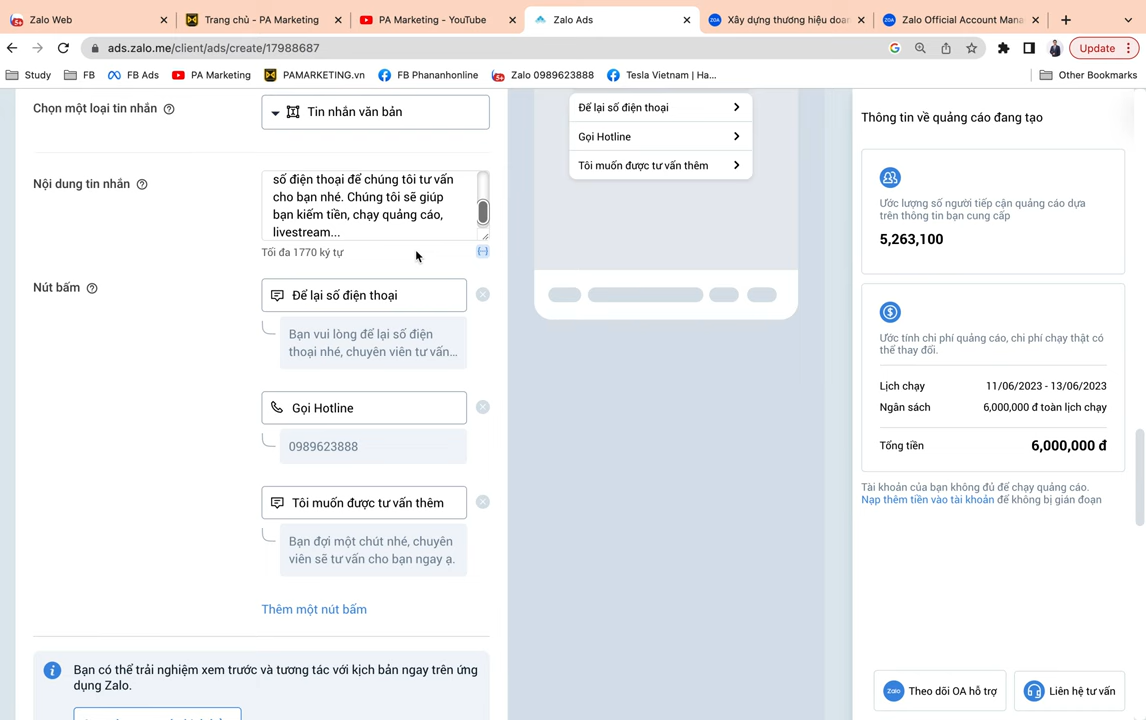 Zalo Web
Trang chủ - PA Marketing
PA Marketing - YouTube
Zalo Ads
Xây dựng thương hiệu doan
Zalo Official Account Mana
ads.zalo.me/client/ads/create/17988687
Update
Study
FB
FB Ads
PA Marketing
PAMARKETING.vn
FB Phananhonline
Zalo 0989623888
Tesla Vietnam | Ha...
Other Bookmarks
Chọn một loại tin nhắn
Tin nhắn văn bản
Nội dung tin nhắn
số điện thoại để chúng tôi tư vấn
cho bạn nhé. Chúng tôi sẽ giúp
bạn kiếm tiền, chạy quảng cáo,
livestream...
Tối đa 1770 ký tự
Nút bấm
Để lại số điện thoại
Bạn vui lòng để lại số điện
thoại nhé, chuyên viên tư vấn...
Gọi Hotline
0989623888
Tôi muốn được tư vấn thêm
Bạn đợi một chút nhé, chuyên
viên sẽ tư vấn cho bạn ngay ạ.
Thêm một nút bấm
Bạn có thể trải nghiệm xem trước và tương tác với kịch bản ngay trên ứng
dụng Zalo.
Để lại số điện thoại
Gọi Hotline
Tôi muốn được tư vấn thêm
Thông tin về quảng cáo đang tạo
Ước lượng số người tiếp cận quảng cáo dựa
trên thông tin bạn cung cấp
5,263,100
Ước tính chi phí quảng cáo, chi phí chạy thật có
thể thay đổi.
Lịch chạy 11/06/2023 - 13/06/2023
Ngân sách 6,000,000 đ toàn lịch chạy
Tổng tiền 6,000,000 đ
Tài khoản của bạn không đủ để chạy quảng cáo.
Nạp thêm tiền vào tài khoản để không bị gián đoạn
Zalo Theo dõi OA hỗ trợ
Liên hệ tư vấn